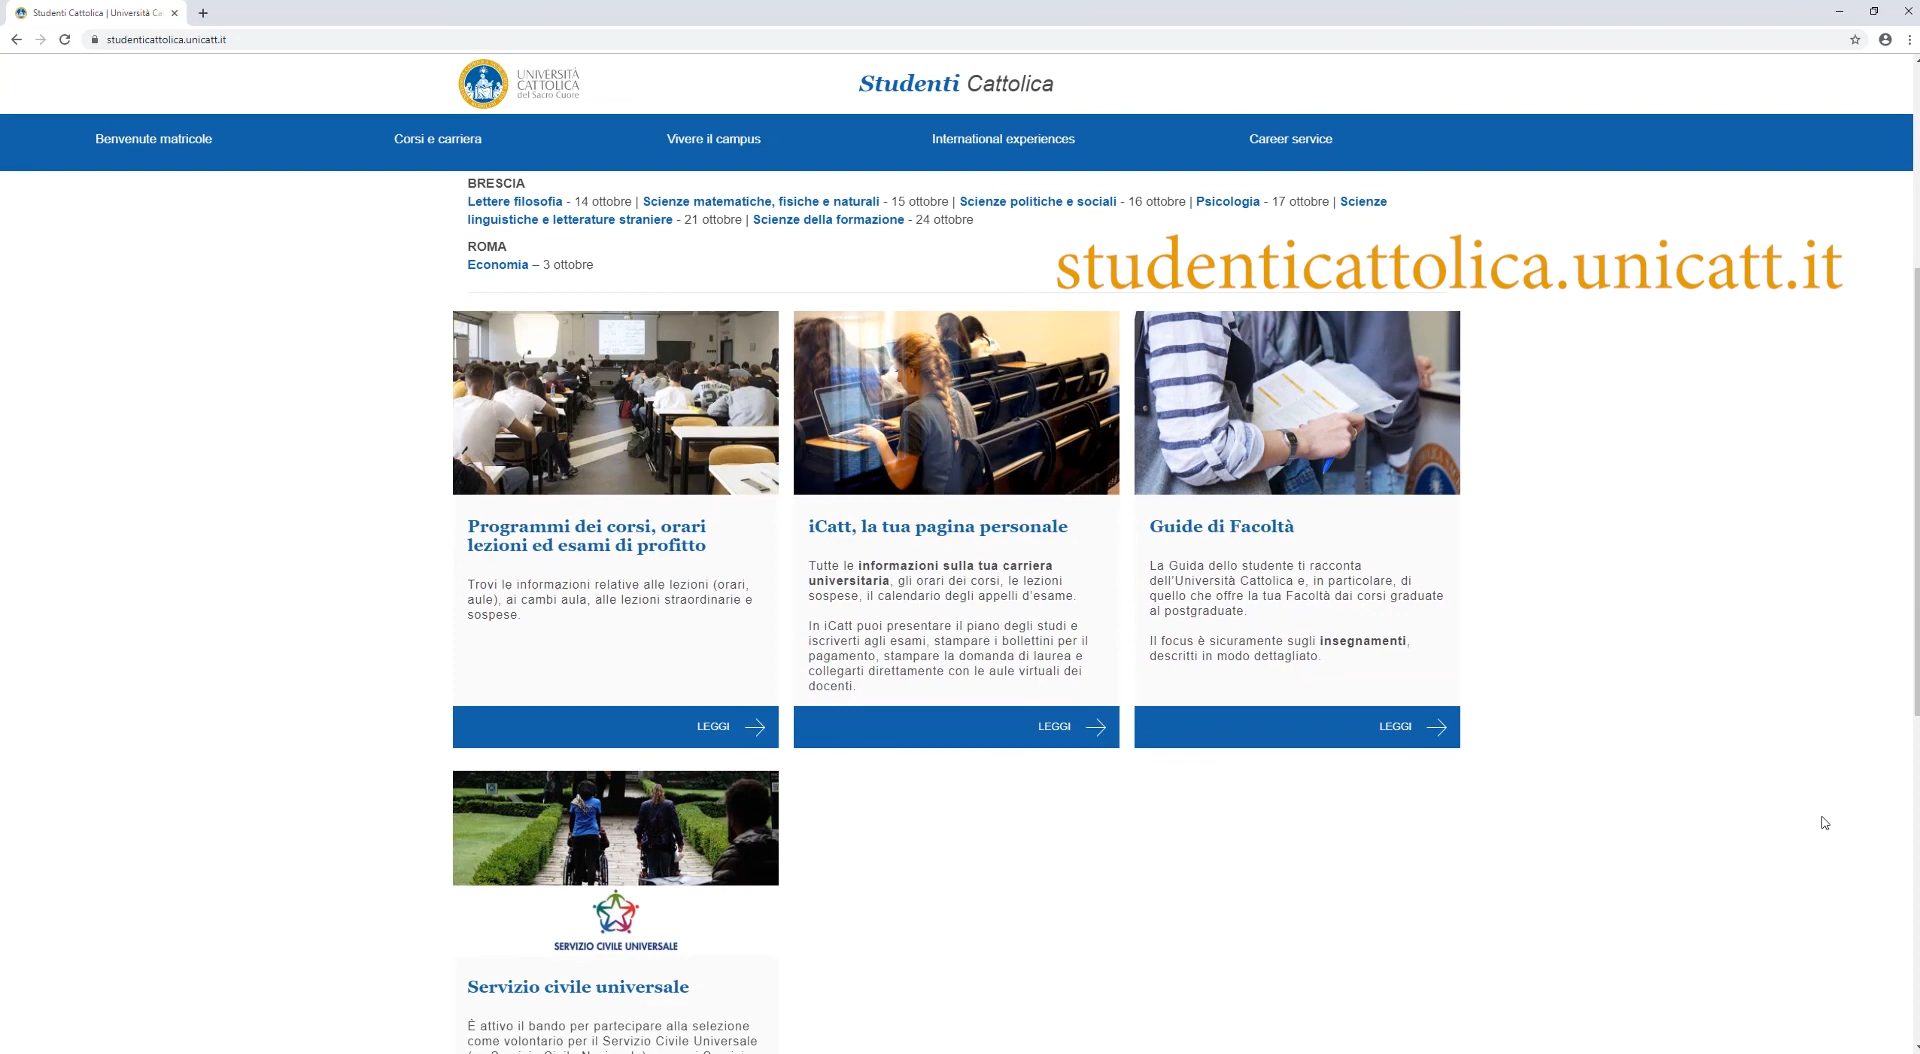 Studenti Cattolica | Università Ca
studenticattolica.unicatt.it
UNIVERSITÀ
CATTOLICA
del Sacro Cuore
Studenti Cattolica
Benvenute matricole
Corsi e carriera
Vivere il campus
International experiences
Career service
BRESCIA
Lettere filosofia - 14 ottobre | Scienze matematiche, fisiche e naturali - 15 ottobre | Scienze politiche e sociali - 16 ottobre | Psicologia - 17 ottobre | Scienze
linguistiche e letterature straniere - 21 ottobre | Scienze della formazione - 24 ottobre
ROMA
Economia – 3 ottobre
studenticattolica.unicatt.it
Programmi dei corsi, orari
lezioni ed esami di profitto
Trovi le informazioni relative alle lezioni (orari,
aule), ai cambi aula, alle lezioni straordinarie e
sospese.
LEGGI
iCatt, la tua pagina personale
Tutte le informazioni sulla tua carriera
universitaria, gli orari dei corsi, le lezioni
sospese, il calendario degli appelli d'esame.
In iCatt puoi presentare il piano degli studi e
iscriverti agli esami, stampare i bollettini per il
pagamento, stampare la domanda di laurea e
collegarti direttamente con le aule virtuali dei
docenti.
LEGGI
Guide di Facoltà
La Guida dello studente ti racconta
dell'Università Cattolica e, in particolare, di
quello che offre la tua Facoltà dai corsi graduate
al postgraduate.
Il focus è sicuramente sugli insegnamenti,
descritti in modo dettagliato.
LEGGI
SERVIZIO CIVILE UNIVERSALE
Servizio civile universale
È attivo il bando per partecipare alla selezione
come volontario per il Servizio Civile Universale